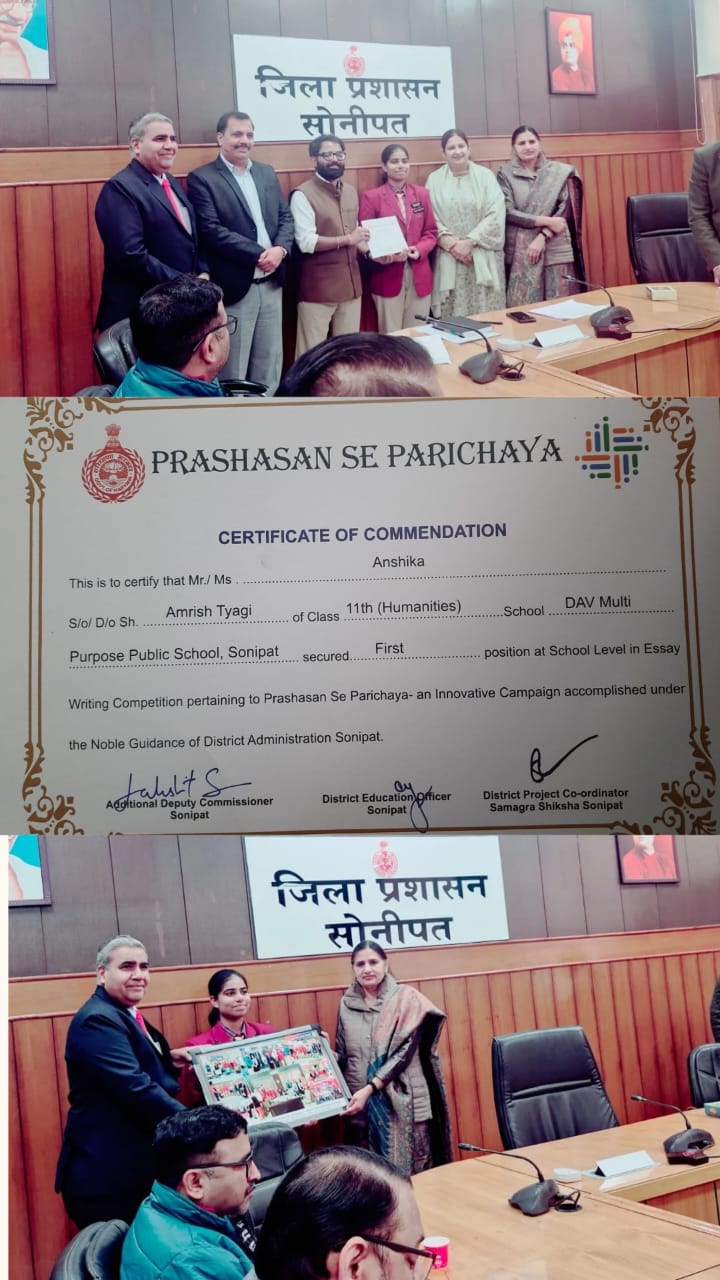 जिला प्रशासन
सोनीपत
PRASHASAN SE PARICHAYA
CERTIFICATE OF COMMENDATION
This is to certify that Mr./ Ms . Anshika
S/o/ D/o Sh. Amrish Tyagi of Class 11th (Humanities) School DAV Multi
Purpose Public School, Sonipat secured First position at School Level in Essay
Writing Competition pertaining to Prashasan Se Parichaya- an Innovative Campaign accomplished under
the Noble Guidance of District Administration Sonipat.
Additional Deputy Commissioner
Sonipat
District Education Officer
Sonipat
District Project Co-ordinator
Samagra Shiksha Sonipat
जिला प्रशासन
सोनीपत